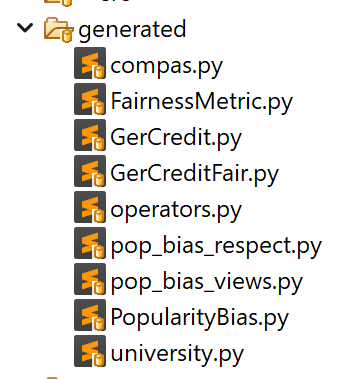 generated
compas.py
FairnessMetric.py
GerCredit.py
GerCreditFair.py
operators.py
pop_bias_respect.py
pop_bias_views.py
PopularityBias.py
university.py